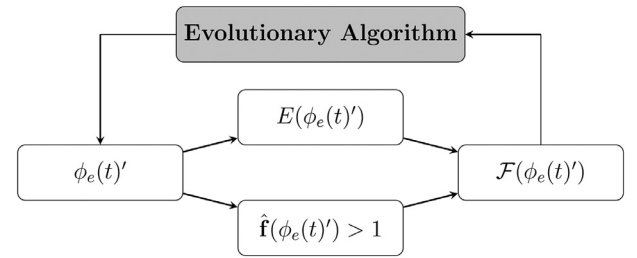 Evolutionary Algorithm
E(ϕₑ(t)′)
ϕₑ(t)′
ℱ(ϕₑ(t)′)
f̂(ϕₑ(t)′) > 1